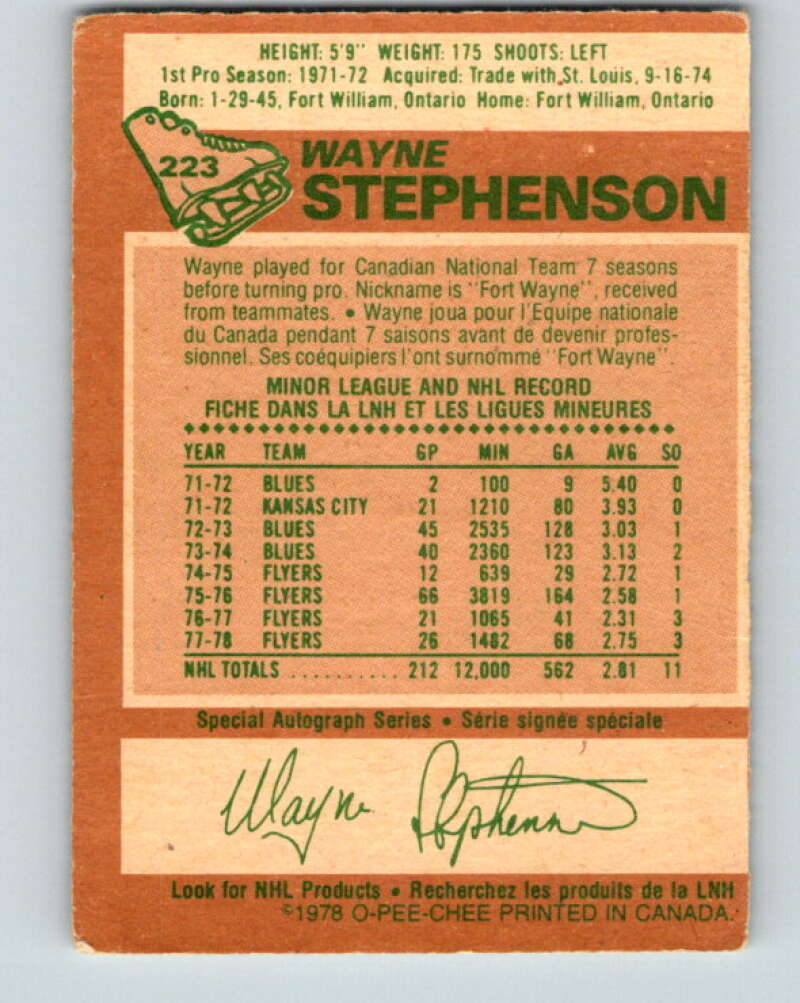 HEIGHT: 5'9" WEIGHT: 175 SHOOTS: LEFT
1st Pro Season: 1971-72 Acquired: Trade with St. Louis, 9-16-74
Born: 1-29-45, Fort William, Ontario Home: Fort William, Ontario
223
WAYNE
STEPHENSON
Wayne played for Canadian National Team 7 seasons
before turning pro. Nickname is "Fort Wayne", received
from teammates. • Wayne joua pour l'Equipe nationale
du Canada pendant 7 saisons avant de devenir profes-
sionnel. Ses coéquipiers l'ont surnommé "Fort Wayne".
MINOR LEAGUE AND NHL RECORD
FICHE DANS LA LNH ET LES LIGUES MINEURES
YEAR TEAM GP MIN GA AVG SO
71-72 BLUES 2 100 9 5.40 0
71-72 KANSAS CITY 21 1210 80 3.93 0
72-73 BLUES 45 2535 128 3.03 1
73-74 BLUES 40 2360 123 3.13 2
74-75 FLYERS 12 639 29 2.72 1
75-76 FLYERS 66 3819 164 2.58 1
76-77 FLYERS 21 1065 41 2.31 3
77-78 FLYERS 26 1482 68 2.75 3
NHL TOTALS .......... 212 12,000 562 2.81 11
Special Autograph Series • Série signée spéciale
Wayne Stephenson
Look for NHL Products • Recherchez les produits de la LNH
©1978 O-PEE-CHEE PRINTED IN CANADA.